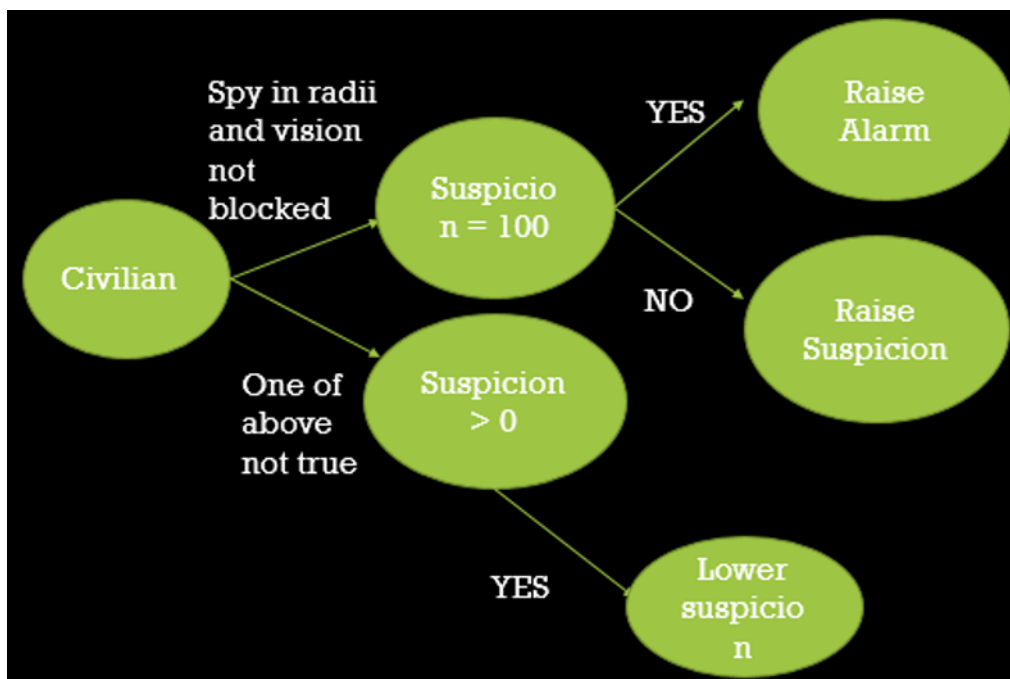 Spy in radii
and vision
not
blocked
Civilian
Suspicio
n = 100
YES
Raise
Alarm
NO
Raise
Suspicion
One of
above
not true
Suspicion
> 0
YES
Lower
suspicio
n